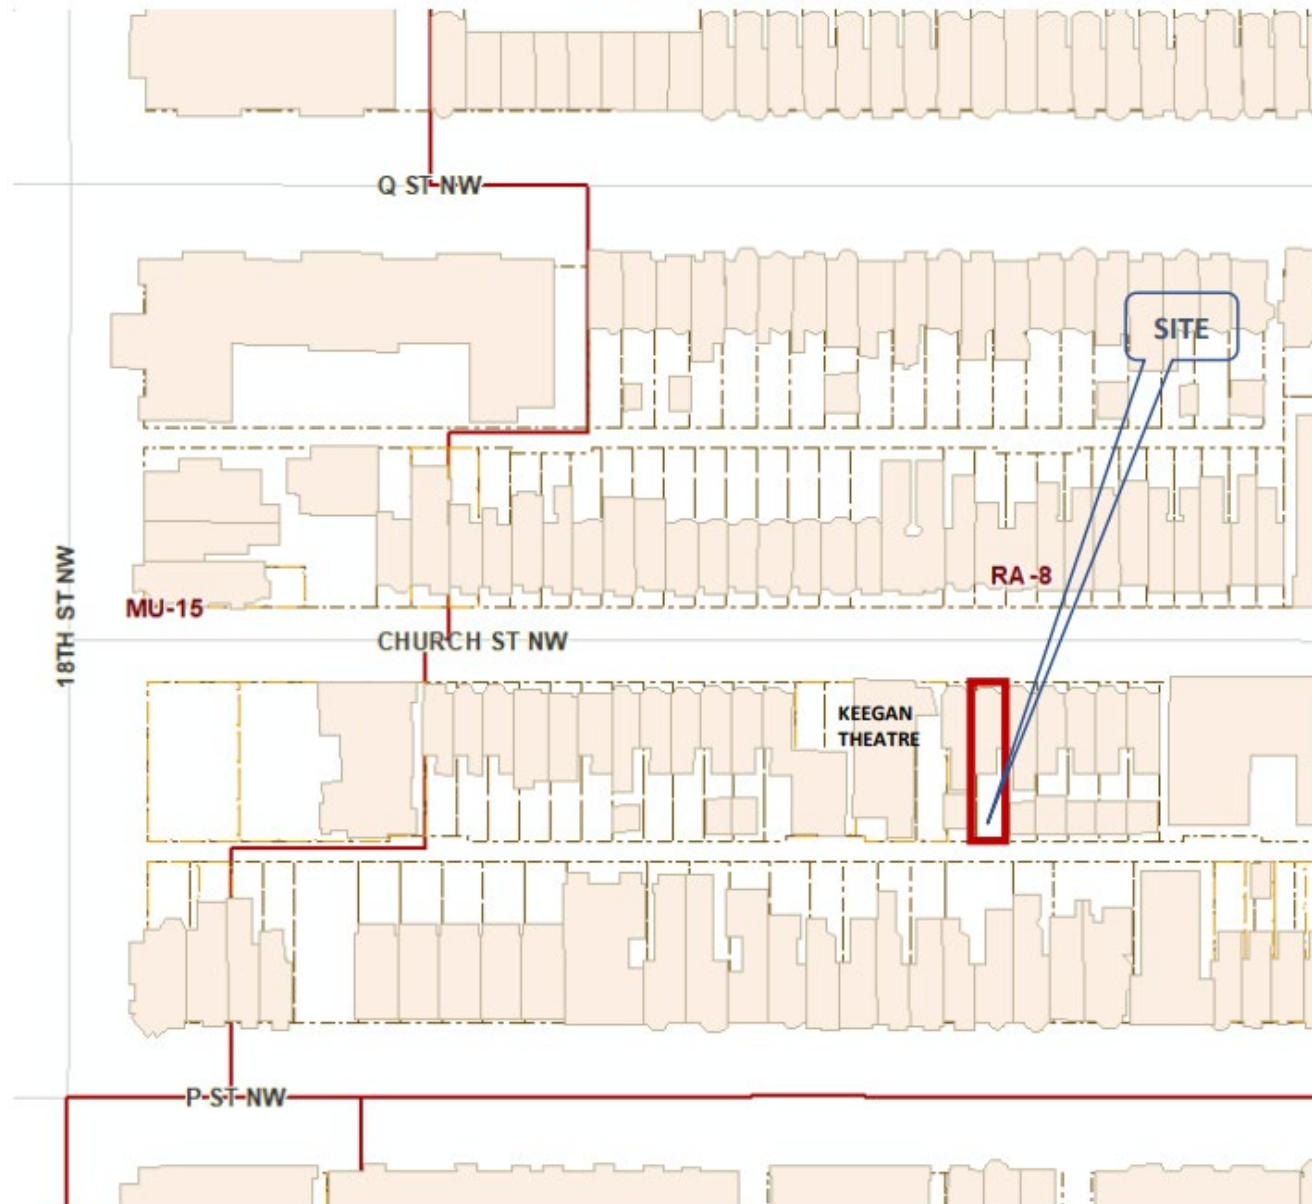 Q ST NW
SITE
RA -8
MU-15
18TH ST NW
CHURCH ST NW
KEEGAN
THEATRE
P ST NW